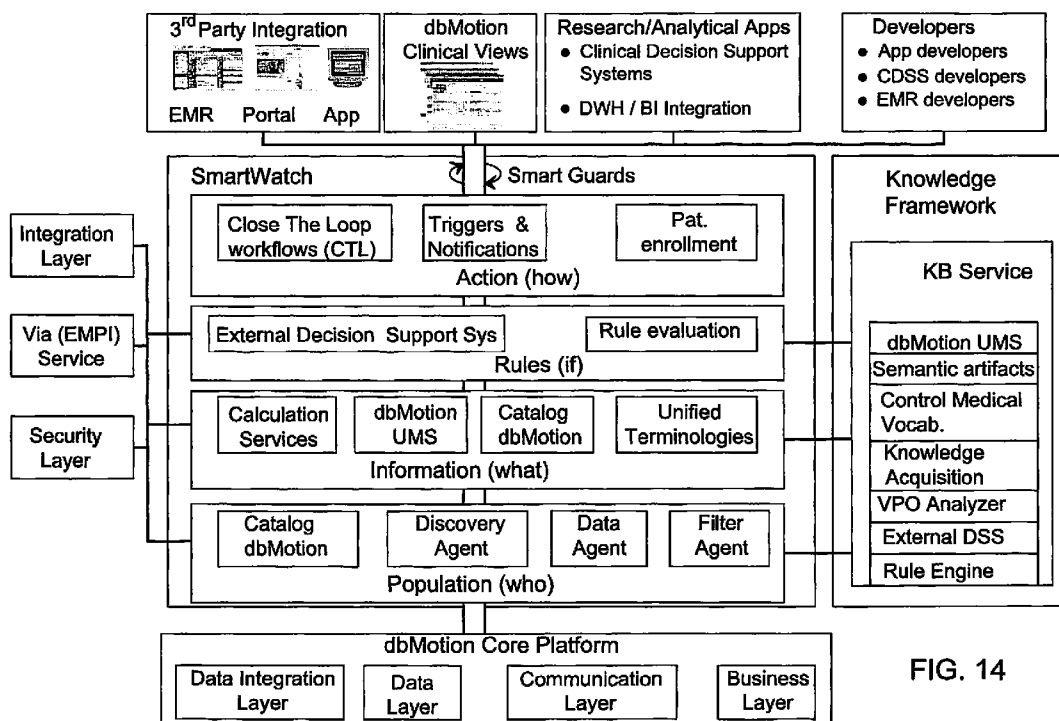 3rd Party Integration
EMR Portal App
dbMotion
Clinical Views
Research/Analytical Apps
● Clinical Decision Support
Systems
● DWH / BI Integration
Developers
● App developers
● CDSS developers
● EMR developers
SmartWatch
Smart Guards
Close The Loop
workflows (CTL)
Triggers &
Notifications
Pat.
enrollment
Action (how)
External Decision Support Sys
Rule evaluation
Rules (if)
Calculation
Services
dbMotion
UMS
Catalog
dbMotion
Unified
Terminologies
Information (what)
Catalog
dbMotion
Discovery
Agent
Data
Agent
Filter
Agent
Population (who)
Integration
Layer
Via (EMPI)
Service
Security
Layer
Knowledge
Framework
KB Service
dbMotion UMS
Semantic artifacts
Control Medical
Vocab.
Knowledge
Acquisition
VPO Analyzer
External DSS
Rule Engine
dbMotion Core Platform
Data Integration
Layer
Data
Layer
Communication
Layer
Business
Layer
FIG. 14